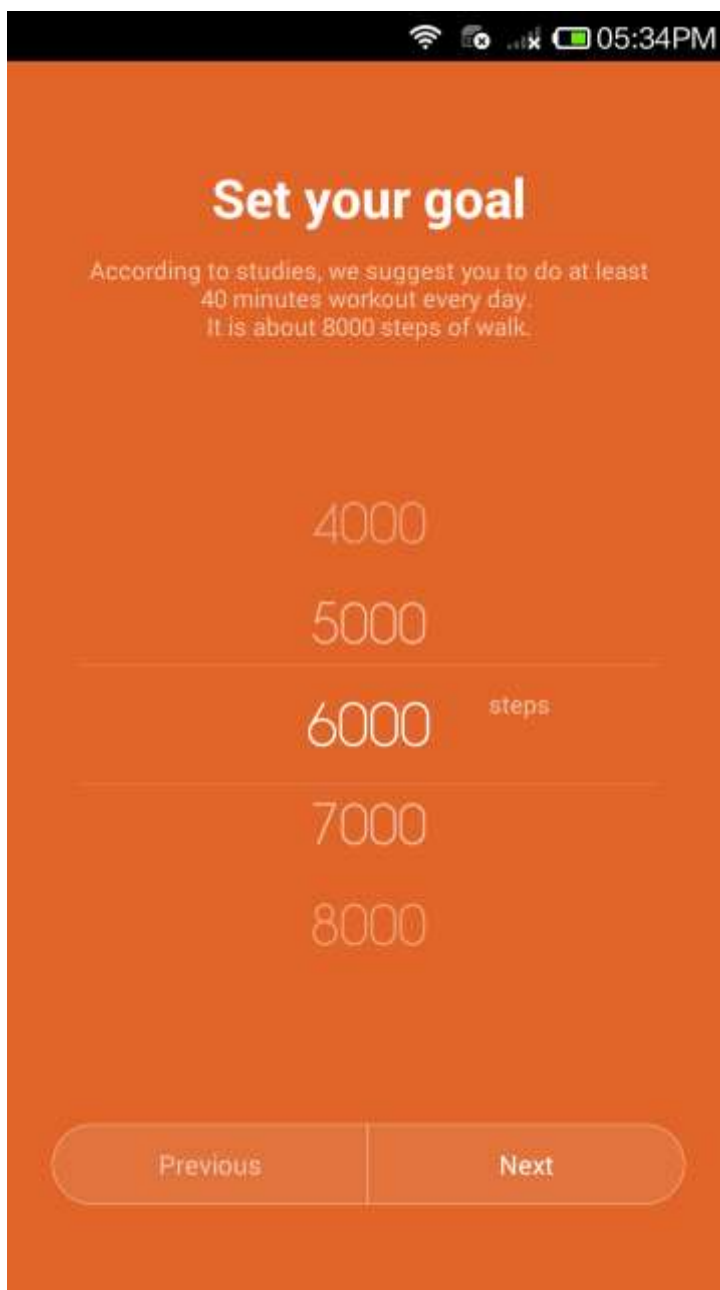 05:34PM
Set your goal
According to studies, we suggest you to do at least
40 minutes workout every day.
It is about 8000 steps of walk.
4000
5000
6000 steps
7000
8000
Previous Next